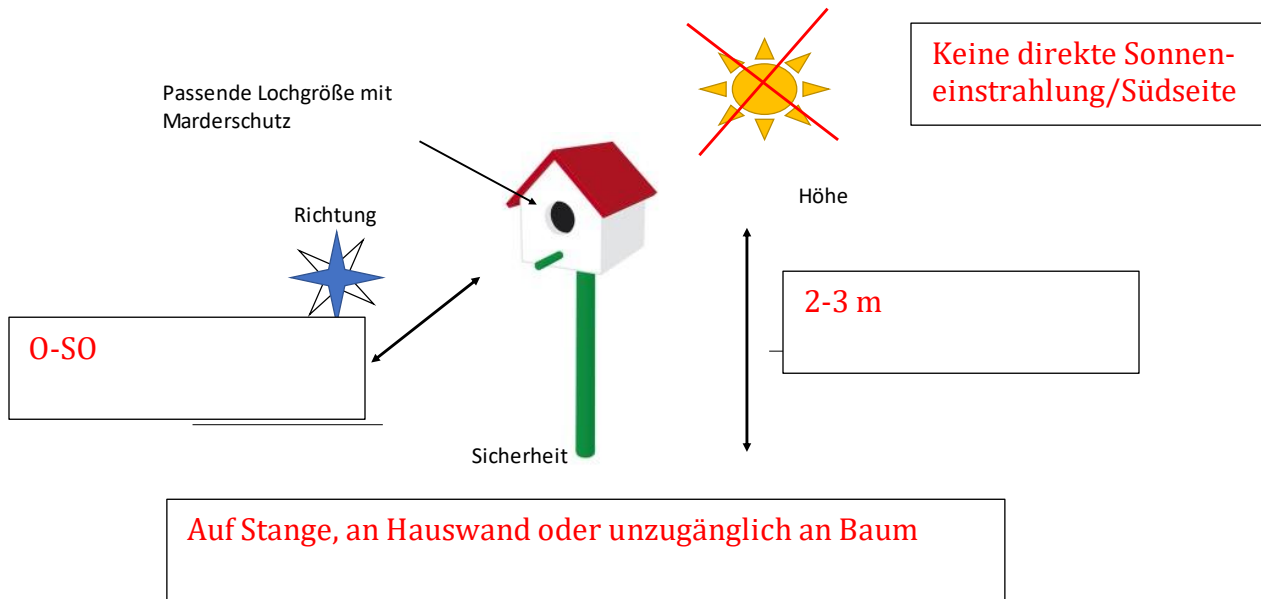 Keine direkte Sonnen-
einstrahlung/Südseite
Passende Lochgröße mit
Marderschutz
Höhe
Richtung
2-3 m
O-SO
Sicherheit
Auf Stange, an Hauswand oder unzugänglich an Baum